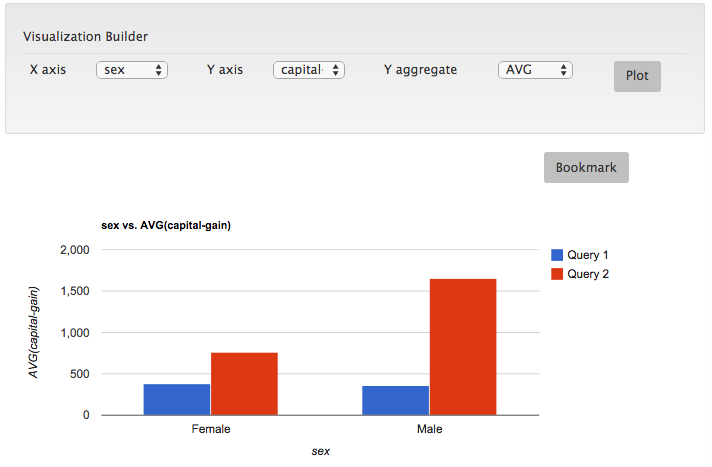 Visualization Builder
X axis sex Y axis capital- Y aggregate AVG Plot
Bookmark
sex vs. AVG(capital-gain)
2,000
1,500
1,000
500
0
AVG(capital-gain)
Query 1
Query 2
Female Male
sex